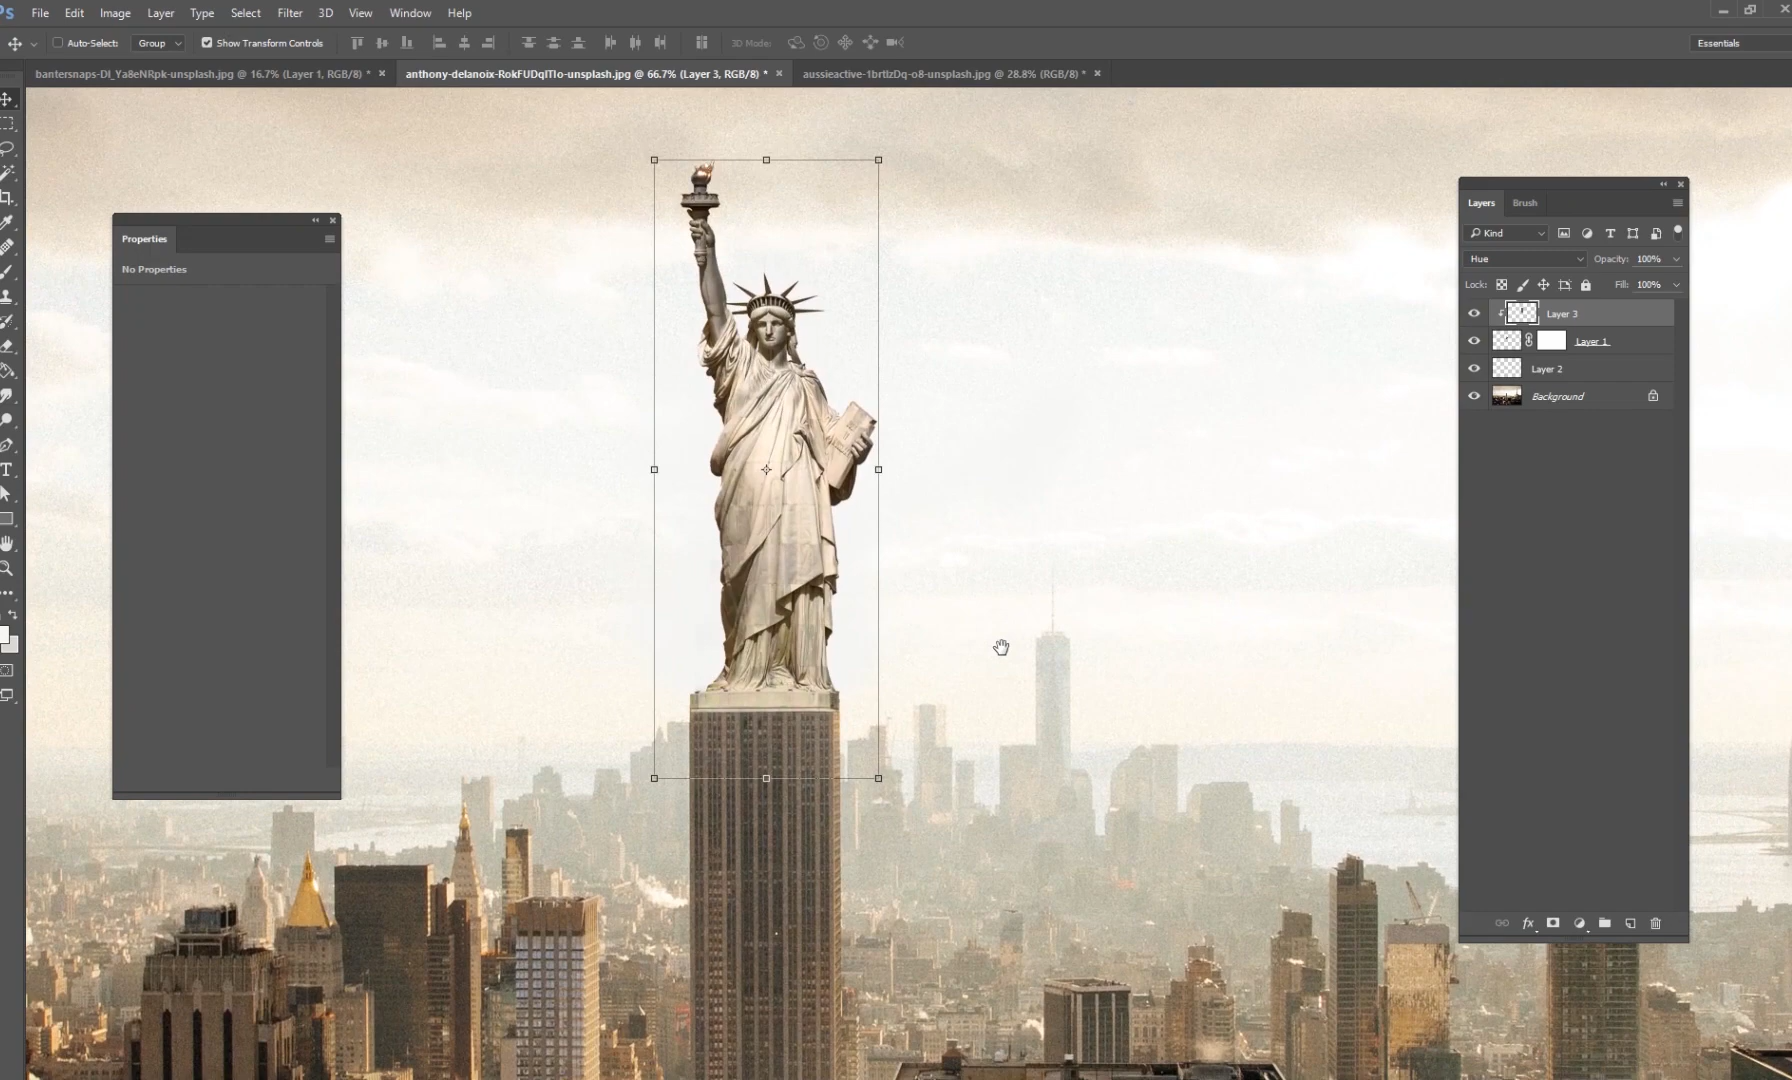 Ps File Edit Image Layer Type Select Filter 3D View Window Help
Auto-Select: Group Show Transform Controls 3D Mode: Essentials
bantersnaps-DI_Ya8eNRpk-unsplash.jpg @ 16.7% (Layer 1, RGB/8) * anthony-delanoix-RokFUDqlTIo-unsplash.jpg @ 66.7% (Layer 3, RGB/8) * aussieactive-1brtlzDq-o8-unsplash.jpg @ 28.8% (RGB/8) *
Properties
No Properties
Layers Brush
Kind
Hue Opacity: 100%
Lock: Fill: 100%
Layer 3
Layer 1
Layer 2
Background
fx